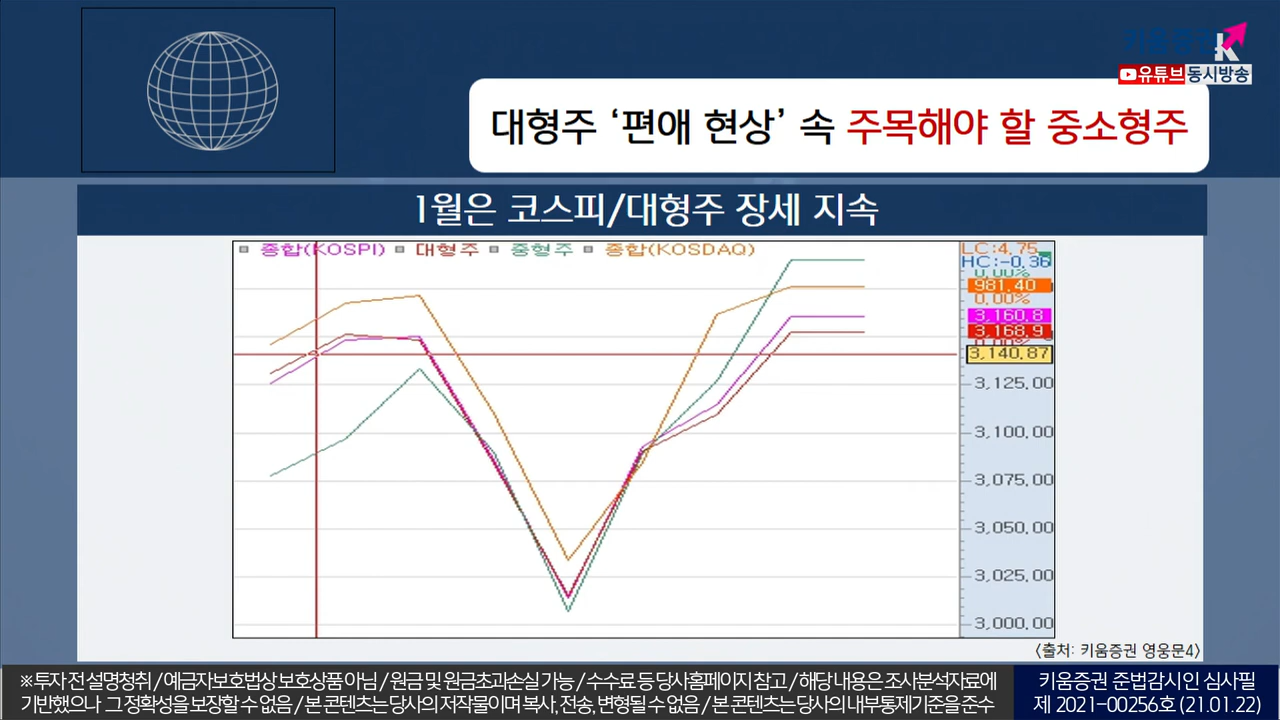 키움증권
유튜브동시방송
대형주 ‘편애 현상’ 속 주목해야 할 중소형주
1월은 코스피/대형주 장세 지속
종합(KOSPI) 대형주 중형주 종합(KOSDAQ)
LC:4.75
HC:-0.36
0.00%
981.40
0.00%
3,160.8
3,168.9
0.00%
3,140.87
3,125.00
3,100.00
3,075.00
3,050.00
3,025.00
3,000.00
<출처: 키움증권 영웅문4>
※투자 전 설명청취 / 예금자보호법상 보호상품 아님 / 원금 및 원금초과손실 가능 / 수수료 등 당사홈페이지 참고 / 해당 내용은 조사분석자료에
기반했으나 그 정확성을 보장할 수 없음 / 본 콘텐츠는 당사의 저작물이며 복사, 전송, 변형될 수 없음 / 본 콘텐츠는 당사의 내부통제기준을 준수
키움증권 준법감시인 심사필
제 2021-00256호 (21.01.22)